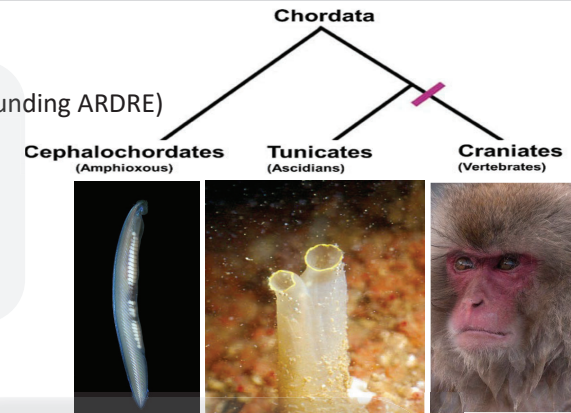 Chordata
unding ARDRE)
Cephalochordates
(Amphioxous)
Tunicates
(Ascidians)
Craniates
(Vertebrates)